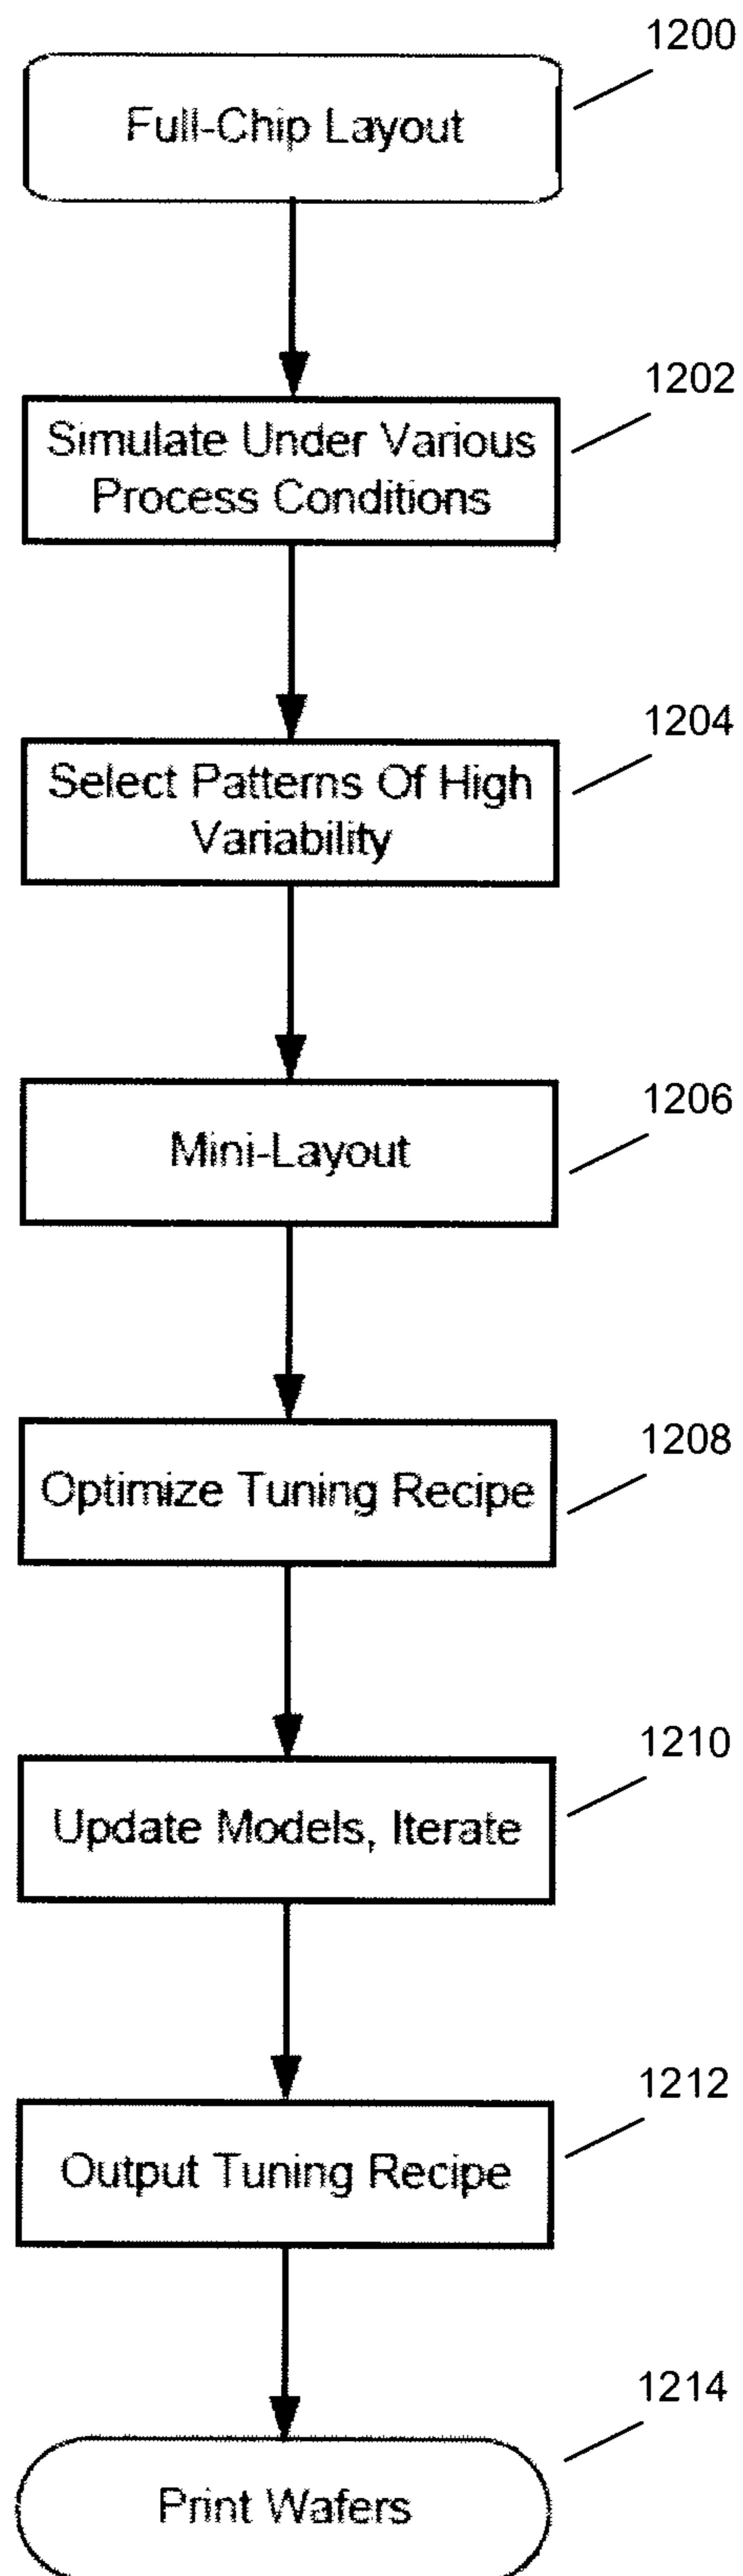 1200
Full-Chip Layout
1202
Simulate Under Various
Process Conditions
1204
Select Patterns Of High
Variability
1206
Mini-Layout
1208
Optimize Tuning Recipe
1210
Update Models, Iterate
1212
Output Tuning Recipe
1214
Print Wafers